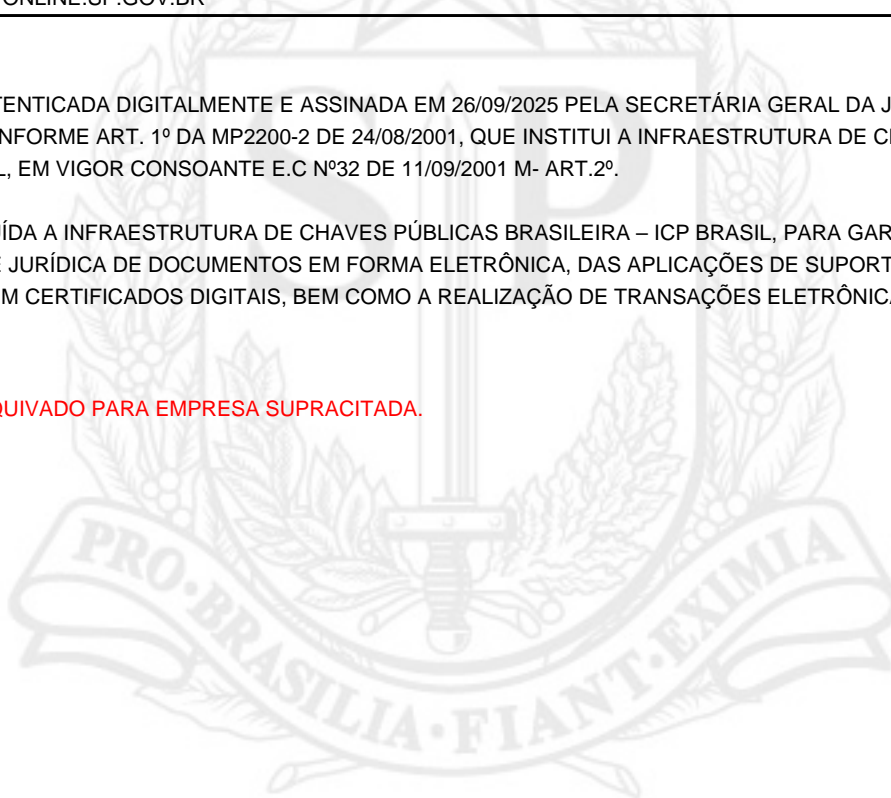 ONLINE.SP.GOV.BR
TENTICADA DIGITALMENTE E ASSINADA EM 26/09/2025 PELA SECRETÁRIA GERAL DA J
NFORME ART. 1º DA MP2200-2 DE 24/08/2001, QUE INSTITUI A INFRAESTRUTURA DE C
L, EM VIGOR CONSOANTE E.C Nº32 DE 11/09/2001 M- ART.2º.
ÍDA A INFRAESTRUTURA DE CHAVES PÚBLICAS BRASILEIRA – ICP BRASIL, PARA GAR
E JURÍDICA DE DOCUMENTOS EM FORMA ELETRÔNICA, DAS APLICAÇÕES DE SUPORT
M CERTIFICADOS DIGITAIS, BEM COMO A REALIZAÇÃO DE TRANSAÇÕES ELETRÔNICA
QUIVADO PARA EMPRESA SUPRACITADA.
SP
PRO·BRASILIA·FIANT·EXIMIA